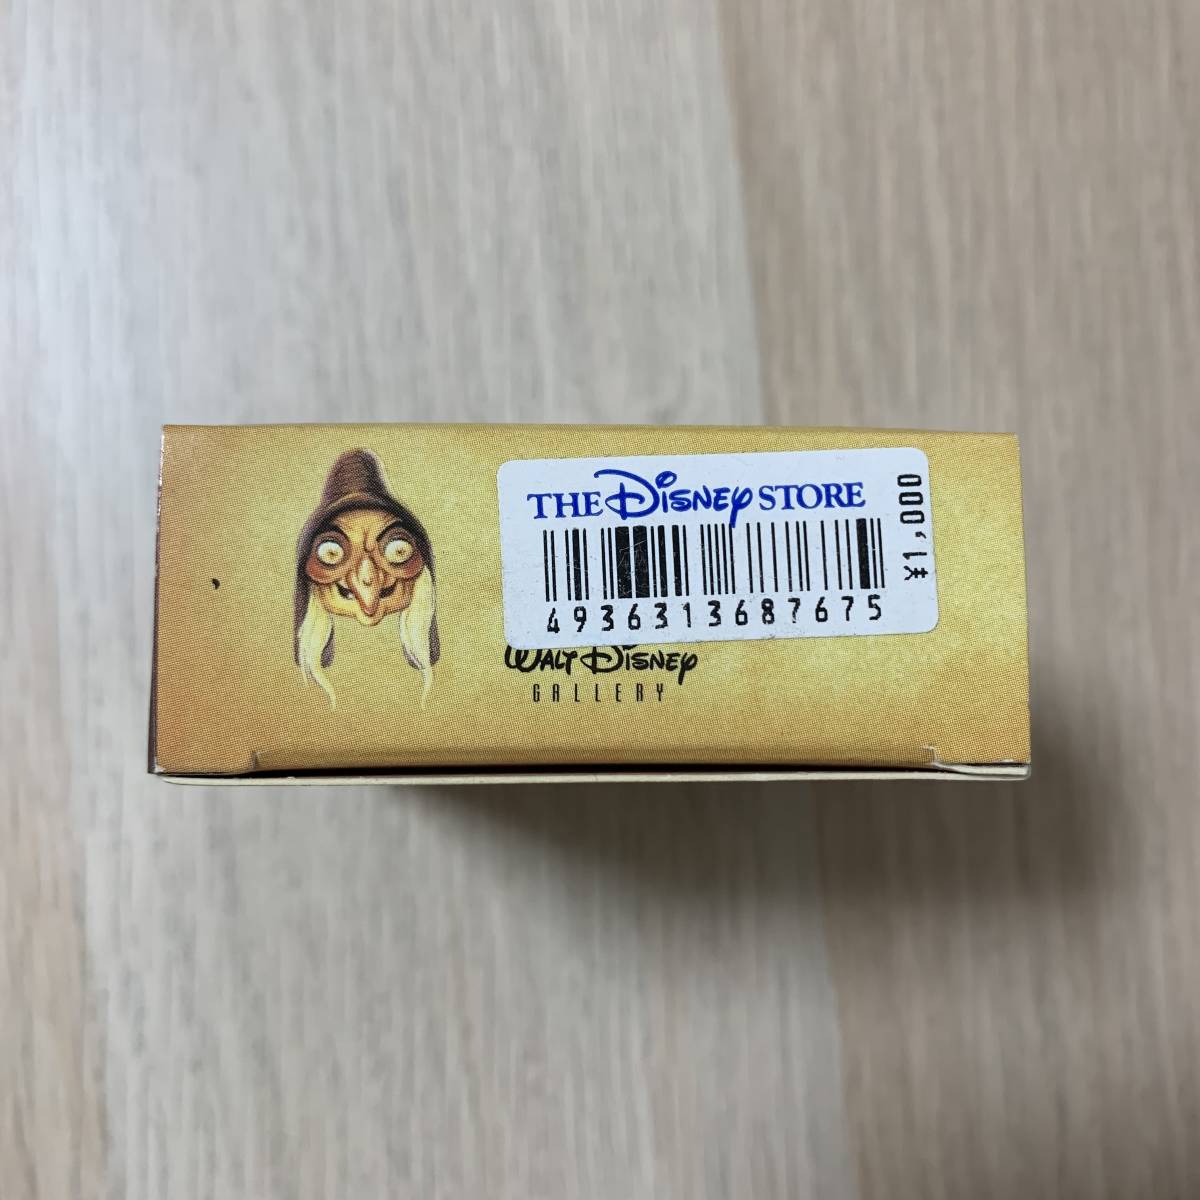 THE Disney STORE
4936313687675
¥1,000
Walt Disney
GALLERY